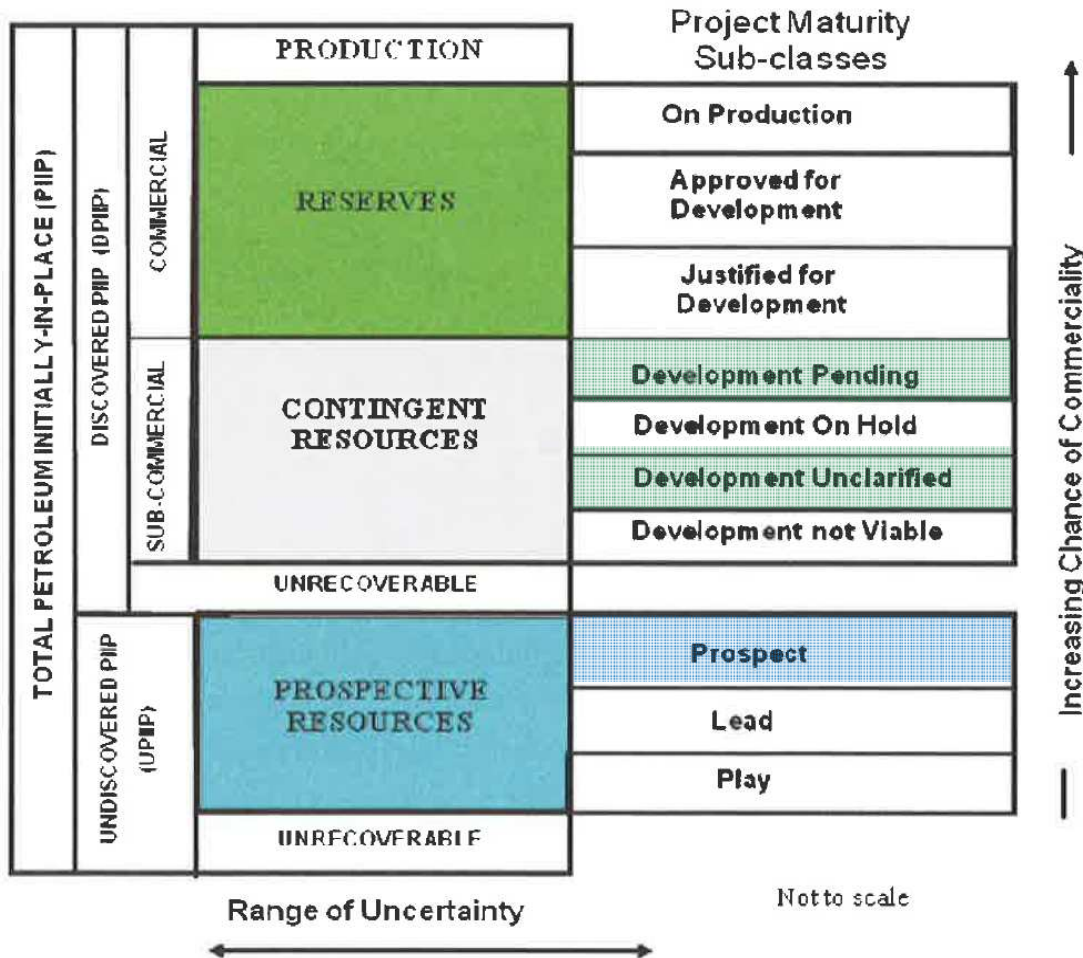 Project Maturity
Sub-classes
PRODUCTION
On Production
Approved for
Development
Justified for
Development
RESERVES
Development Pending
Development On Hold
Development Unclarified
Development not Viable
CONTINGENT
RESOURCES
UNRECOVERABLE
Prospect
Lead
Play
PROSPECTIVE
RESOURCES
UNRECOVERABLE
TOTAL PETROLEUM INITIALLY-IN-PLACE (PIIP)
DISCOVERED PIIP (DPIIP)
COMMERCIAL
SUB-COMMERCIAL
UNDISCOVERED PIIP
(UPIIP)
Increasing Chance of Commerciality
Range of Uncertainty
Not to scale